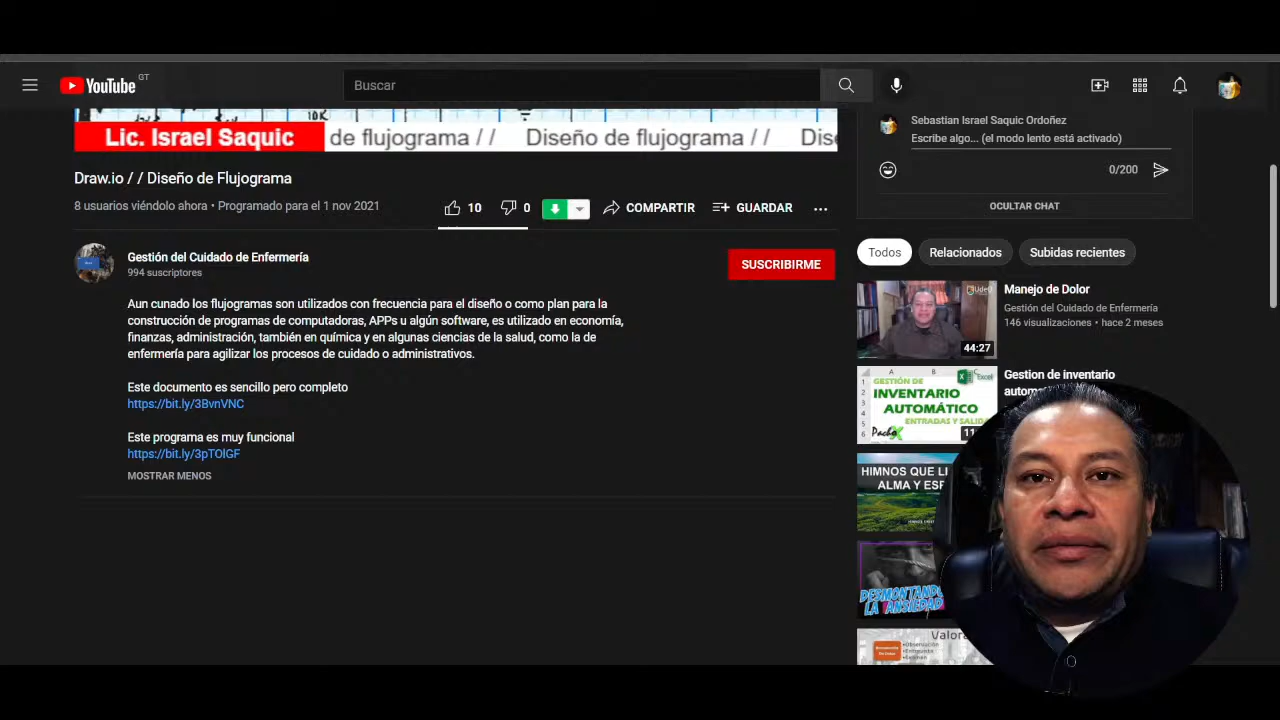 YouTube
GT
Buscar
10K
Lic. Israel Saquic
de flujograma / /
Diseño de flujograma / /
Dise
Draw.io / / Diseño de Flujograma
8 usuarios viéndolo ahora • Programado para el 1 nov 2021
10
0
COMPARTIR
GUARDAR
Gestión del Cuidado de Enfermería
994 suscriptores
SUSCRIBIRME
Aun cunado los flujogramas son utilizados con frecuencia para el diseño o como plan para la
construcción de programas de computadoras, APPs u algún software, es utilizado en economía,
finanzas, administración, también en química y en algunas ciencias de la salud, como la de
enfermería para agilizar los procesos de cuidado o administrativos.
Este documento es sencillo pero completo
https://bit.ly/3BvnVNC
Este programa es muy funcional
https://bit.ly/3pTOlGF
MOSTRAR MENOS
Sebastian Israel Saquic Ordoñez
Escribe algo... (el modo lento está activado)
0/200
OCULTAR CHAT
Todos
Relacionados
Subidas recientes
UdeO
44:27
Manejo de Dolor
Gestión del Cuidado de Enfermería
146 visualizaciones • hace 2 meses
A B C
GESTIÓN DE
Excel
INVENTARIO
AUTOMÁTICO
ENTRADAS Y SALIDA
Pacho
11
Gestion de inventario
HIMNOS QUE LI
ALMA Y ESP
DESMONTANDO
LA ANSIEDAD
Valora